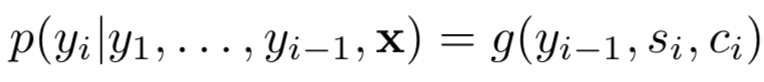 p(y_i|y_1, . . . , y_{i−1}, x) = g(y_{i−1}, s_i, c_i)